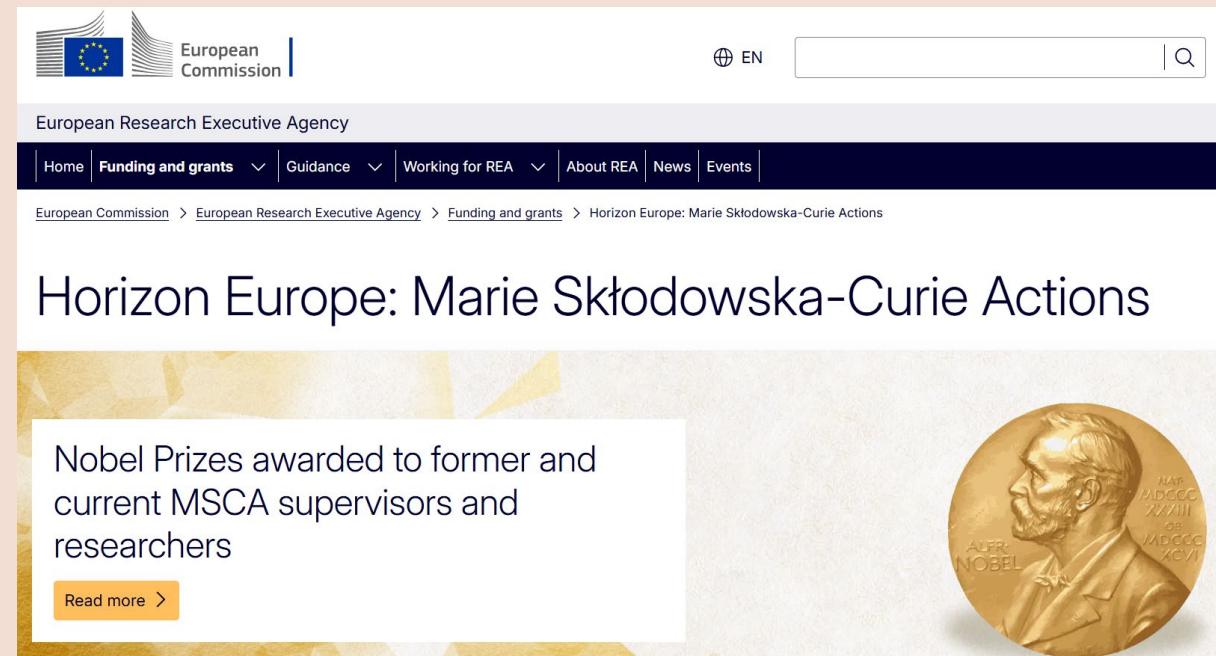 European
Commission
EN
European Research Executive Agency
Home Funding and grants Guidance Working for REA About REA News Events
European Commission > European Research Executive Agency > Funding and grants > Horizon Europe: Marie Skłodowska-Curie Actions
Horizon Europe: Marie Skłodowska-Curie Actions
Nobel Prizes awarded to former and
current MSCA supervisors and
researchers
Read more >
ALFR·
NOBEL
NAT·
MDCCC
XXXIII
OB·
MDCCC
XCVI